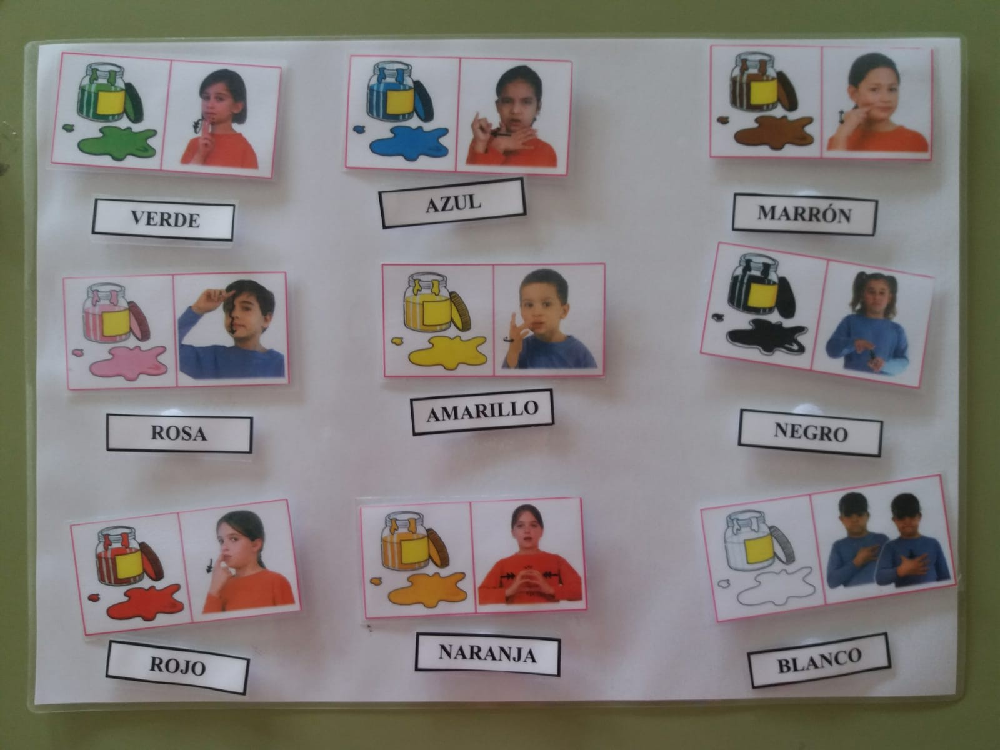 VERDE
AZUL
MARRÓN
ROSA
AMARILLO
NEGRO
ROJO
NARANJA
BLANCO